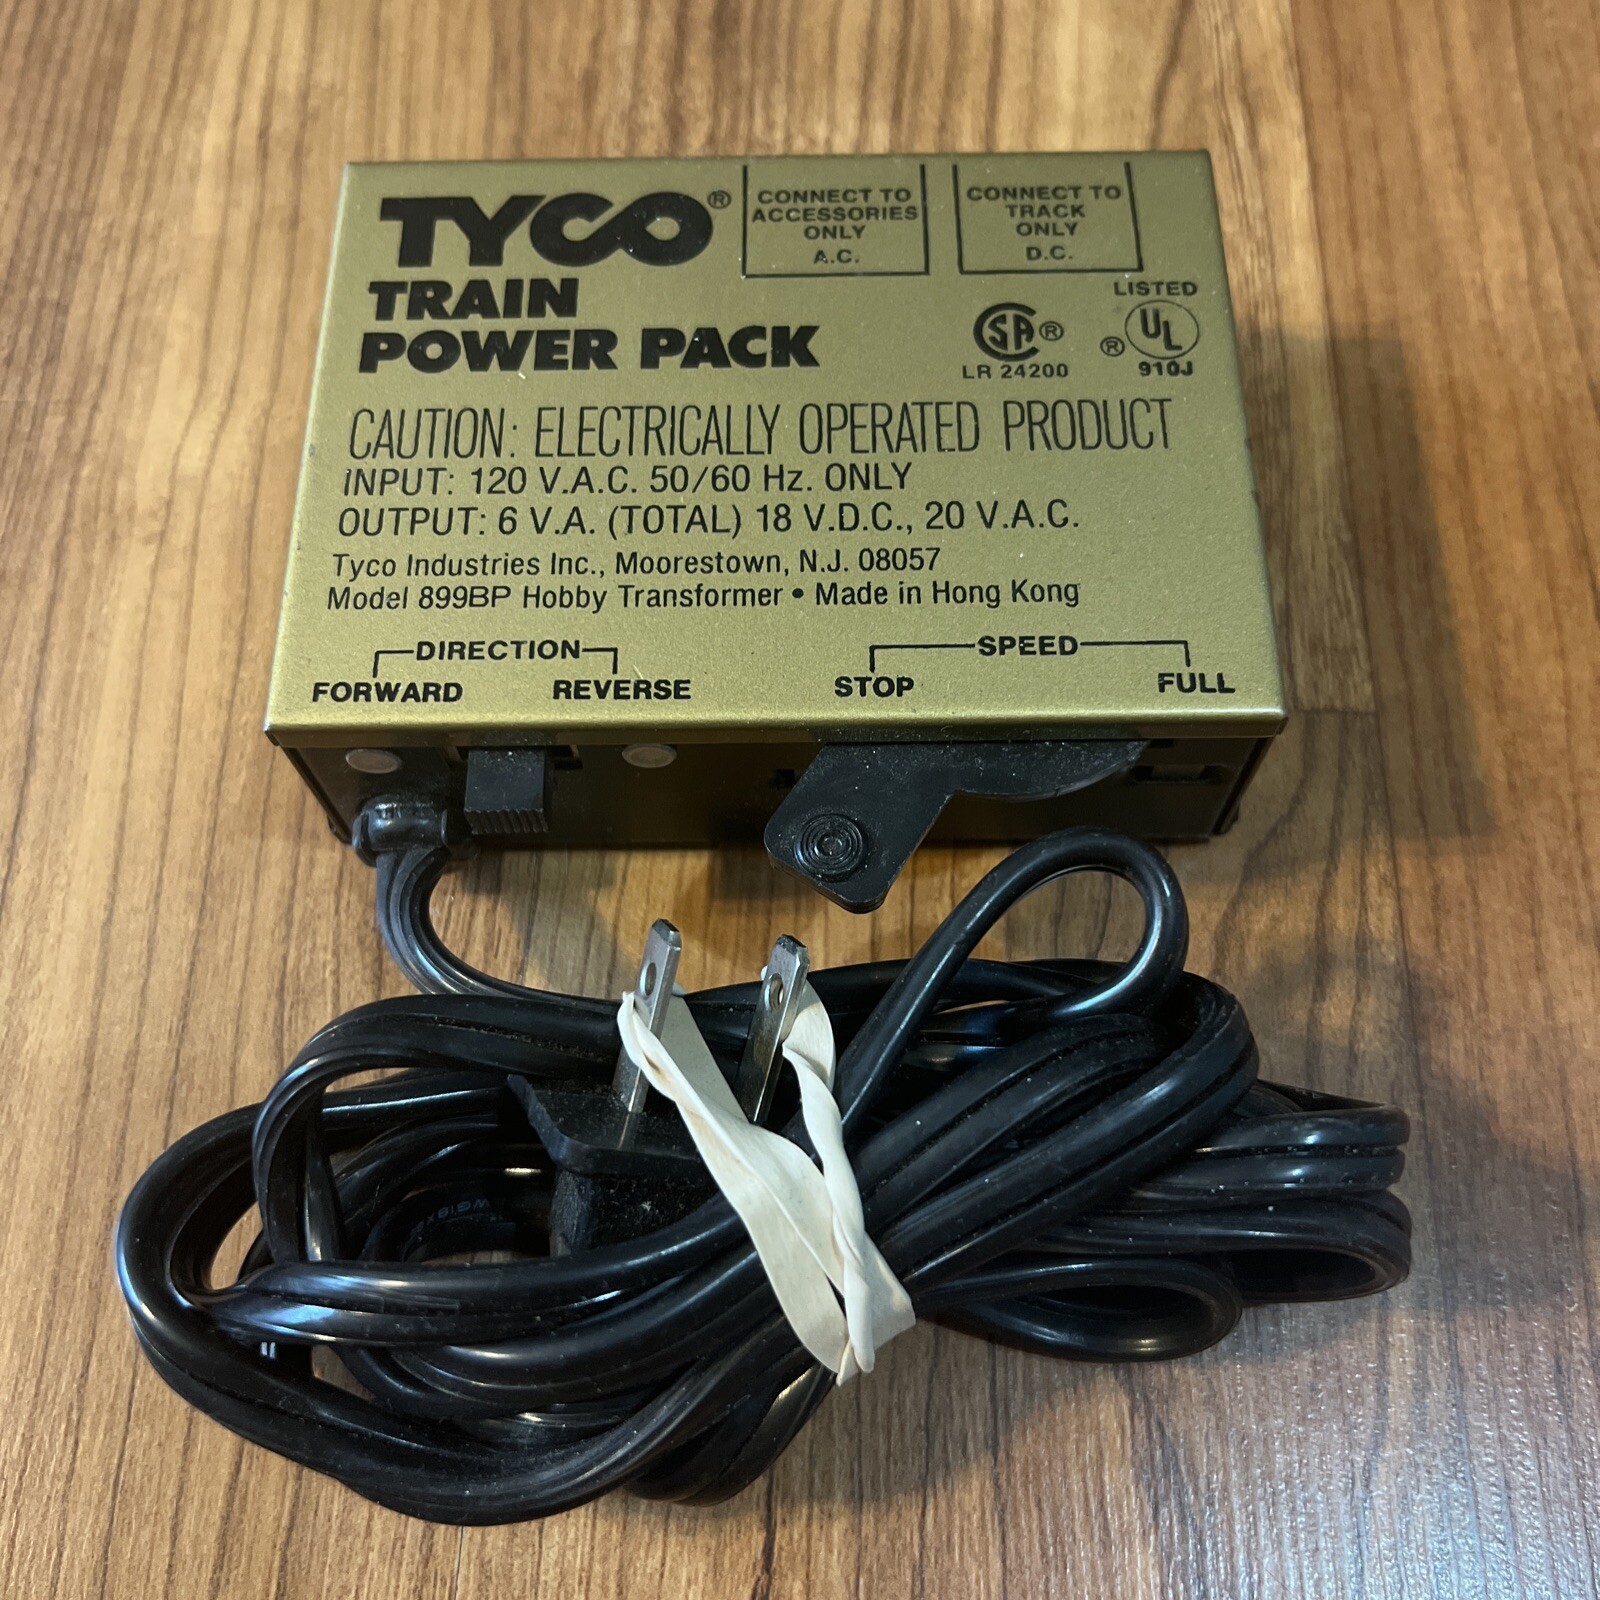 TYCO®
TRAIN
POWER PACK
CONNECT TO
ACCESSORIES
ONLY
A.C.
CONNECT TO
TRACK
ONLY
D.C.
CSA®
LR 24200
LISTED
UL®
910J
CAUTION: ELECTRICALLY OPERATED PRODUCT
INPUT: 120 V.A.C. 50/60 Hz. ONLY
OUTPUT: 6 V.A. (TOTAL) 18 V.D.C., 20 V.A.C.
Tyco Industries Inc., Moorestown, N.J. 08057
Model 899BP Hobby Transformer • Made in Hong Kong
DIRECTION
FORWARD REVERSE
SPEED
STOP FULL